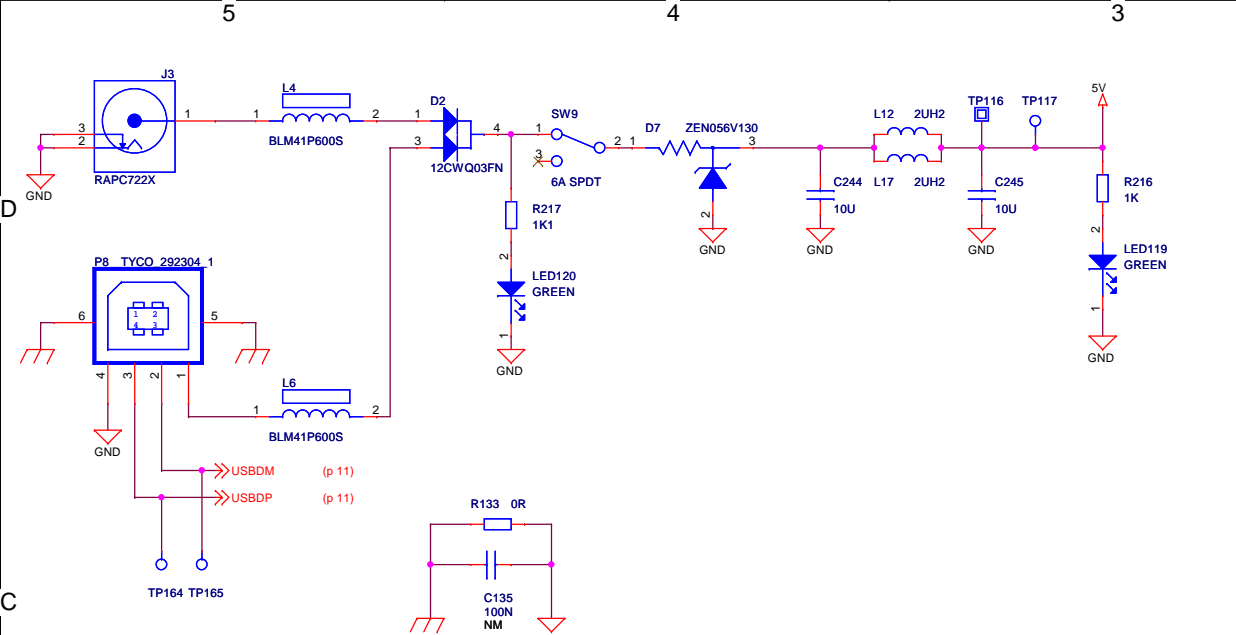 5 4 3
J3
1
3
2
RAPC722X
GND
L4
1 2
BLM41P600S
D2
1
3
4
12CWQ03FN
SW9
1
2
3
6A SPDT
D7 ZEN056V130
1 3
2
GND
C244
10U
GND
L12 2UH2
L17 2UH2
TP116 TP117
5V
C245
10U
GND
R216
1K
2
LED119
GREEN
1
GND
R217
1K1
2
LED120
GREEN
1
GND
D
P8 TYCO_292304_1
1 2
4 3
6 5
4 3 2 1
GND
L6
1 2
BLM41P600S
USBDM (p 11)
USBDP (p 11)
TP164 TP165
R133 0R
C135
100N
NM
C